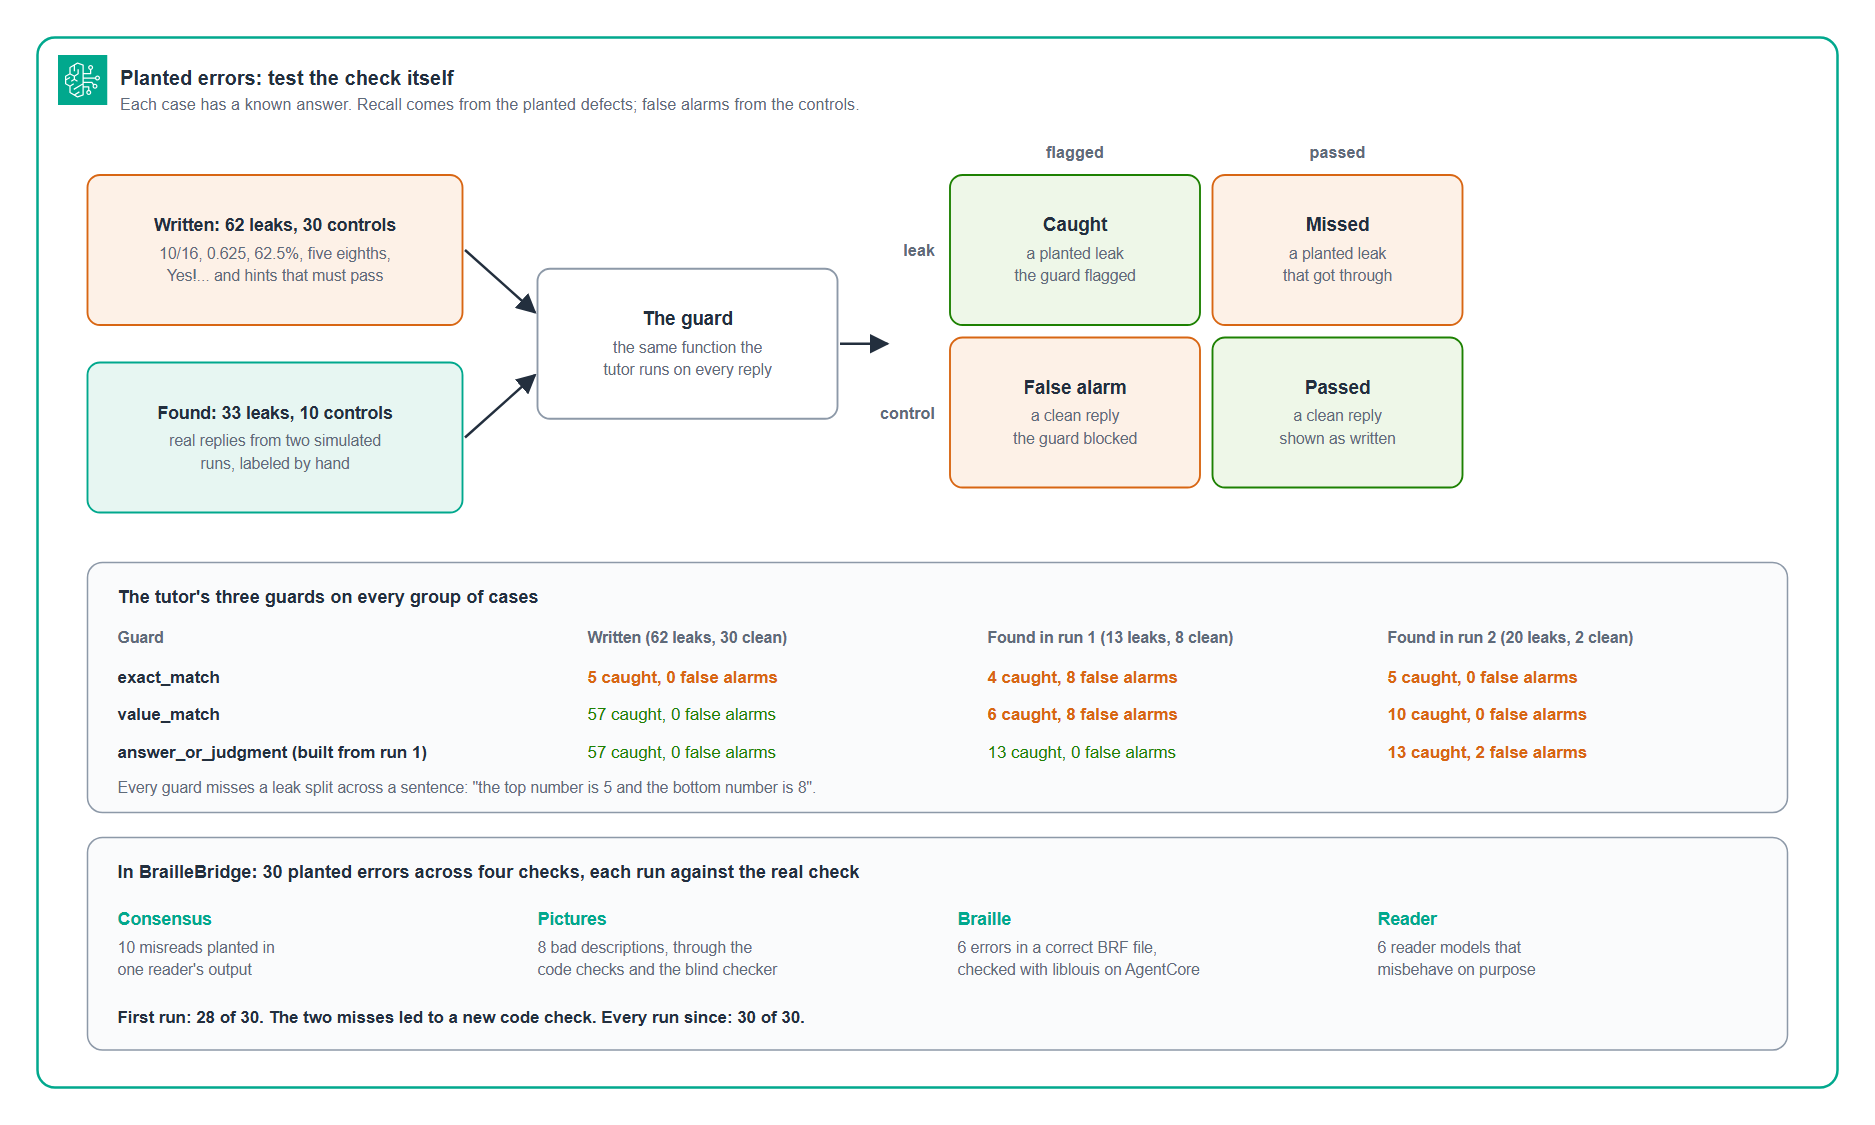 Planted errors: test the check itself
Each case has a known answer. Recall comes from the planted defects; false alarms from the controls.
flagged
passed
Written: 62 leaks, 30 controls
10/16, 0.625, 62.5%, five eighths,
Yes!... and hints that must pass
Found: 33 leaks, 10 controls
real replies from two simulated
runs, labeled by hand
The guard
the same function the
tutor runs on every reply
leak
Caught
a planted leak
the guard flagged
Missed
a planted leak
that got through
control
False alarm
a clean reply
the guard blocked
Passed
a clean reply
shown as written
The tutor's three guards on every group of cases
Guard Written (62 leaks, 30 clean) Found in run 1 (13 leaks, 8 clean) Found in run 2 (20 leaks, 2 clean)
exact_match 5 caught, 0 false alarms 4 caught, 8 false alarms 5 caught, 0 false alarms
value_match 57 caught, 0 false alarms 6 caught, 8 false alarms 10 caught, 0 false alarms
answer_or_judgment (built from run 1) 57 caught, 0 false alarms 13 caught, 0 false alarms 13 caught, 2 false alarms
Every guard misses a leak split across a sentence: "the top number is 5 and the bottom number is 8".
In BrailleBridge: 30 planted errors across four checks, each run against the real check
Consensus
10 misreads planted in
one reader's output
Pictures
8 bad descriptions, through the
code checks and the blind checker
Braille
6 errors in a correct BRF file,
checked with liblouis on AgentCore
Reader
6 reader models that
misbehave on purpose
First run: 28 of 30. The two misses led to a new code check. Every run since: 30 of 30.